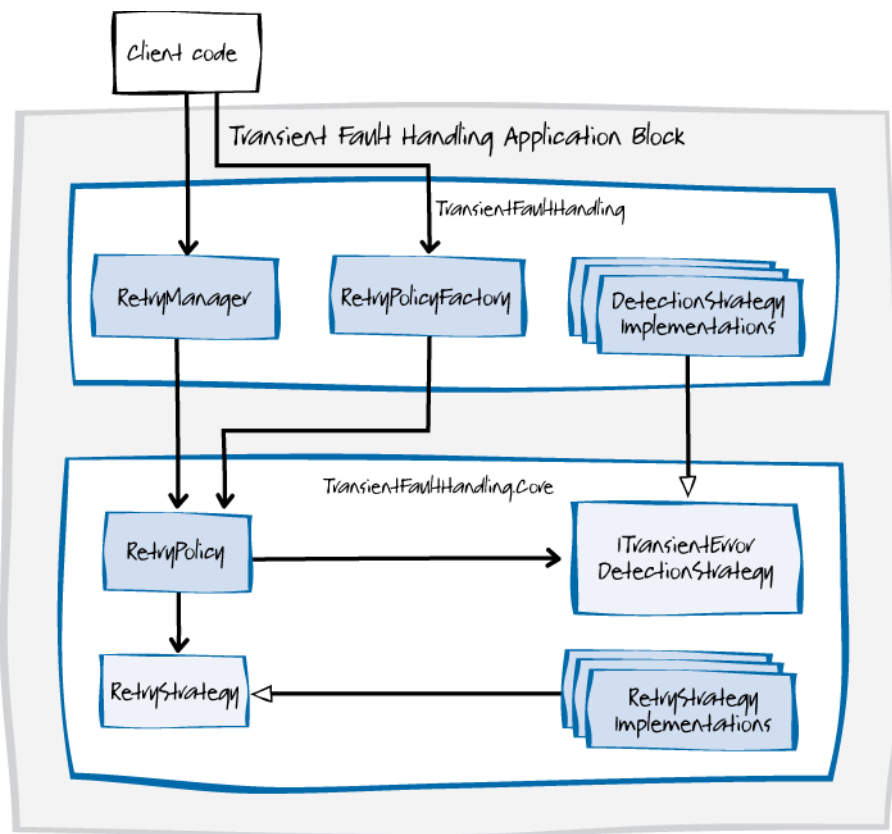 Client code
Transient Fault Handling Application Block
TransientFaultHandling
RetryManager
RetryPolicyFactory
DetectionStrategy
Implementations
TransientFaultHandling.Core
RetryPolicy
ITransientError
DetectionStrategy
RetryStrategy
RetryStrategy
Implementations